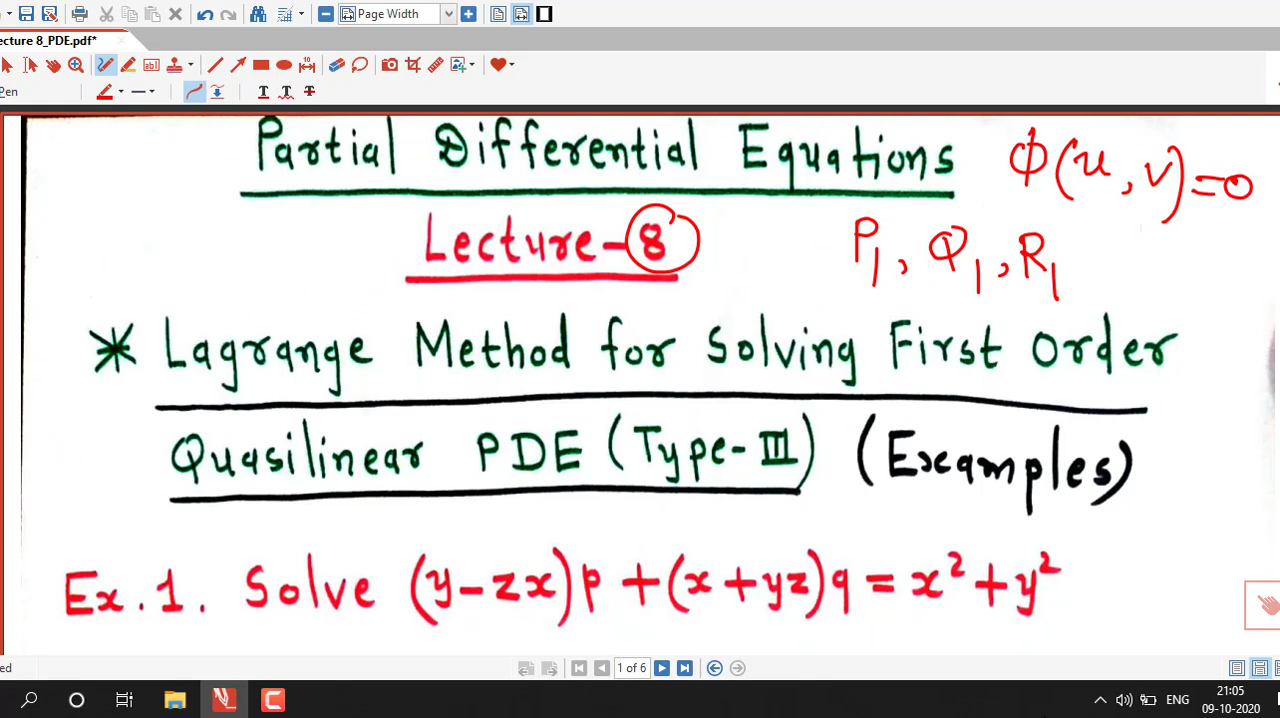 Page Width
ecture 8_PDE.pdf*
Pen
Partial Differential Equations
ϕ(u, v)=0
Lecture-8
P1, Q1, R1
* Lagrange Method for Solving First Order
Quasilinear PDE (Type-III) (Examples)
Ex. 1. Solve (y-zx)p + (x+yz)q = x² + y²
ed
1 of 6
ENG
21:05
09-10-2020